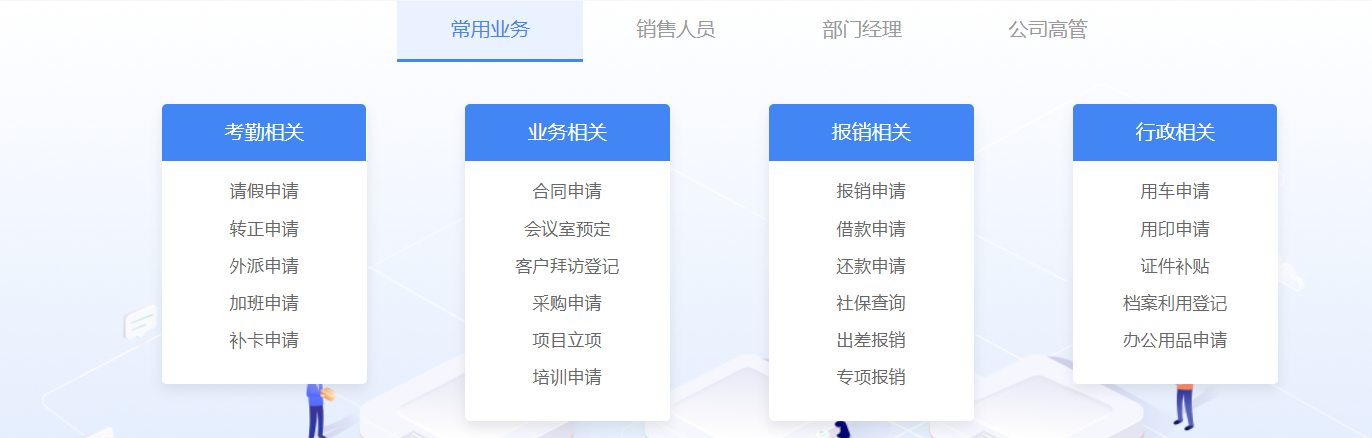 常用业务
销售人员
部门经理
公司高管
考勤相关
请假申请
转正申请
外派申请
加班申请
补卡申请
业务相关
合同申请
会议室预定
客户拜访登记
采购申请
项目立项
培训申请
报销相关
报销申请
借款申请
还款申请
社保查询
出差报销
专项报销
行政相关
用车申请
用印申请
证件补贴
档案利用登记
办公用品申请